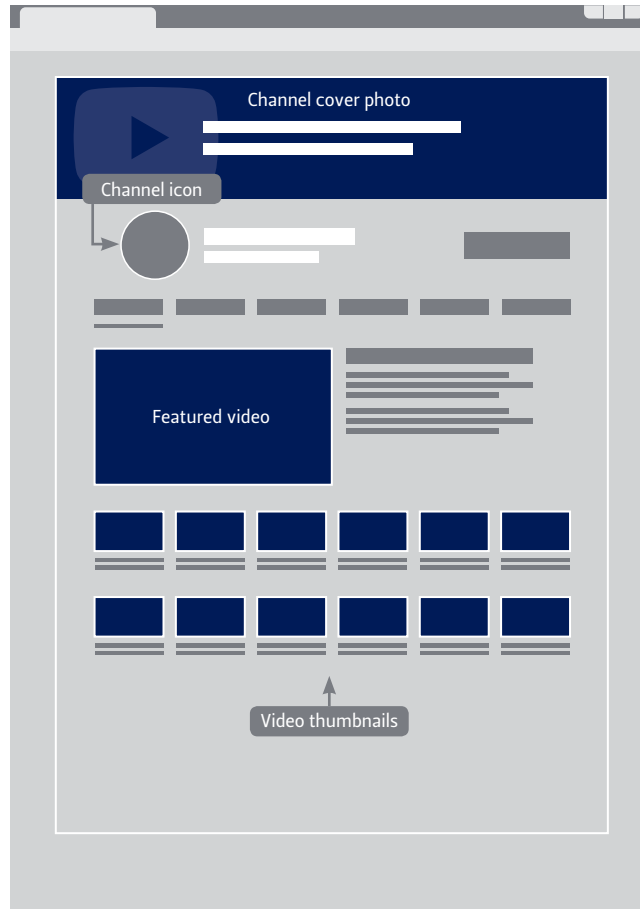 Channel cover photo
Channel icon
Featured video
Video thumbnails